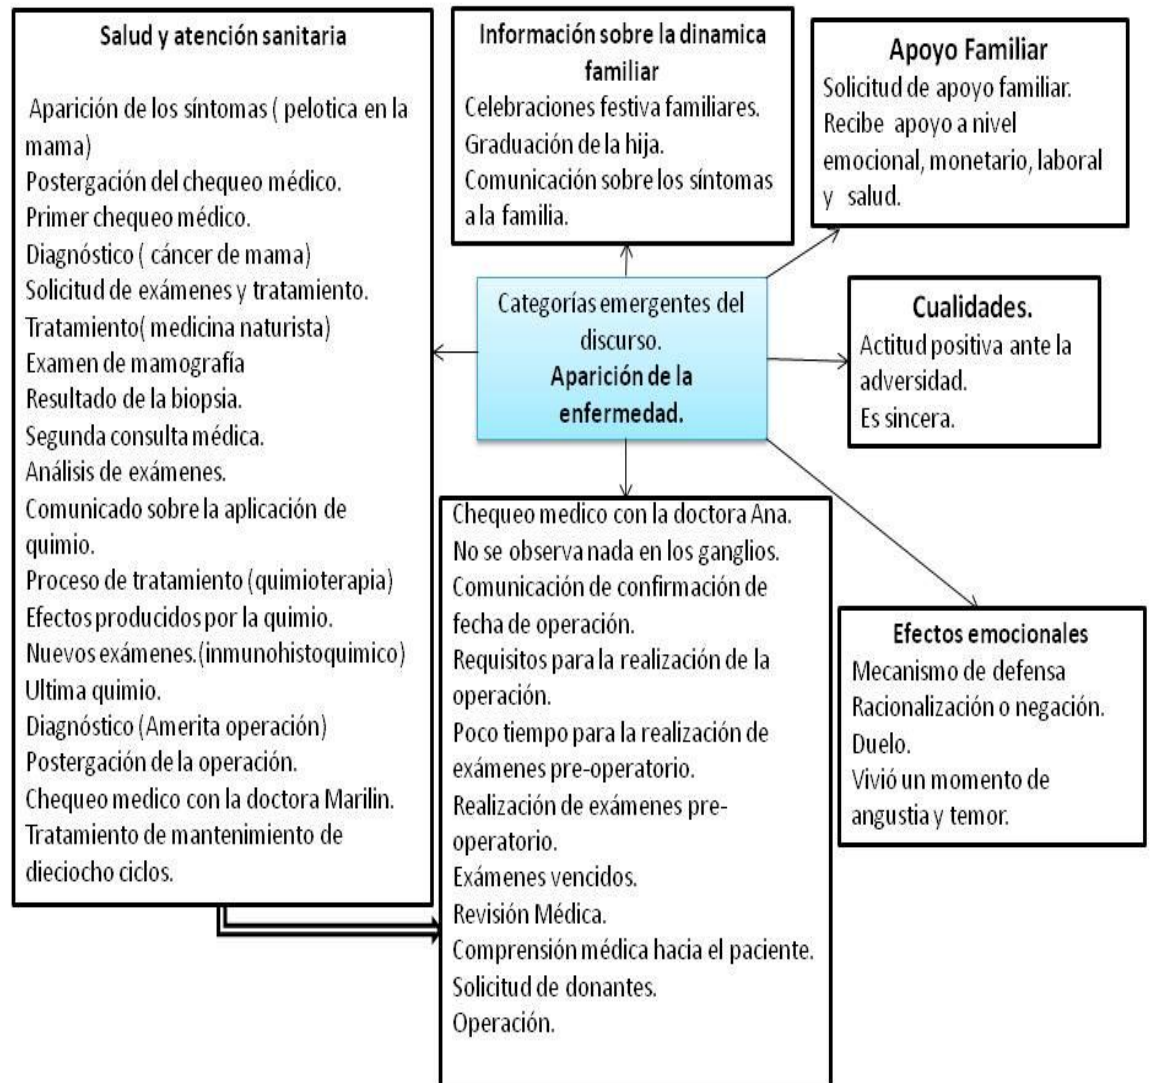 Salud y atención sanitaria
Aparición de los síntomas ( pelotica en la
mama)
Postergación del chequeo médico.
Primer chequeo médico.
Diagnóstico ( cáncer de mama)
Solicitud de exámenes y tratamiento.
Tratamiento( medicina naturista)
Examen de mamografía
Resultado de la biopsia.
Segunda consulta médica.
Análisis de exámenes.
Comunicado sobre la aplicación de
quimio.
Proceso de tratamiento (quimioterapia)
Efectos producidos por la quimio.
Nuevos exámenes.(inmunohistoquimico)
Ultima quimio.
Diagnóstico (Amerita operación)
Postergación de la operación.
Chequeo medico con la doctora Marilin.
Tratamiento de mantenimiento de
dieciocho ciclos.
Información sobre la dinamica
familiar
Celebraciones festiva familiares.
Graduación de la hija.
Comunicación sobre los síntomas
a la familia.
Apoyo Familiar
Solicitud de apoyo familiar.
Recibe apoyo a nivel
emocional, monetario, laboral
y salud.
Categorías emergentes del
discurso.
Aparición de la
enfermedad.
Cualidades.
Actitud positiva ante la
adversidad.
Es sincera.
Chequeo medico con la doctora Ana.
No se observa nada en los ganglios.
Comunicación de confirmación de
fecha de operación.
Requisitos para la realización de la
operación.
Poco tiempo para la realización de
exámenes pre-operatorio.
Realización de exámenes pre-
operatorio.
Exámenes vencidos.
Revisión Médica.
Comprensión médica hacia el paciente.
Solicitud de donantes.
Operación.
Efectos emocionales
Mecanismo de defensa
Racionalización o negación.
Duelo.
Vivió un momento de
angustia y temor.